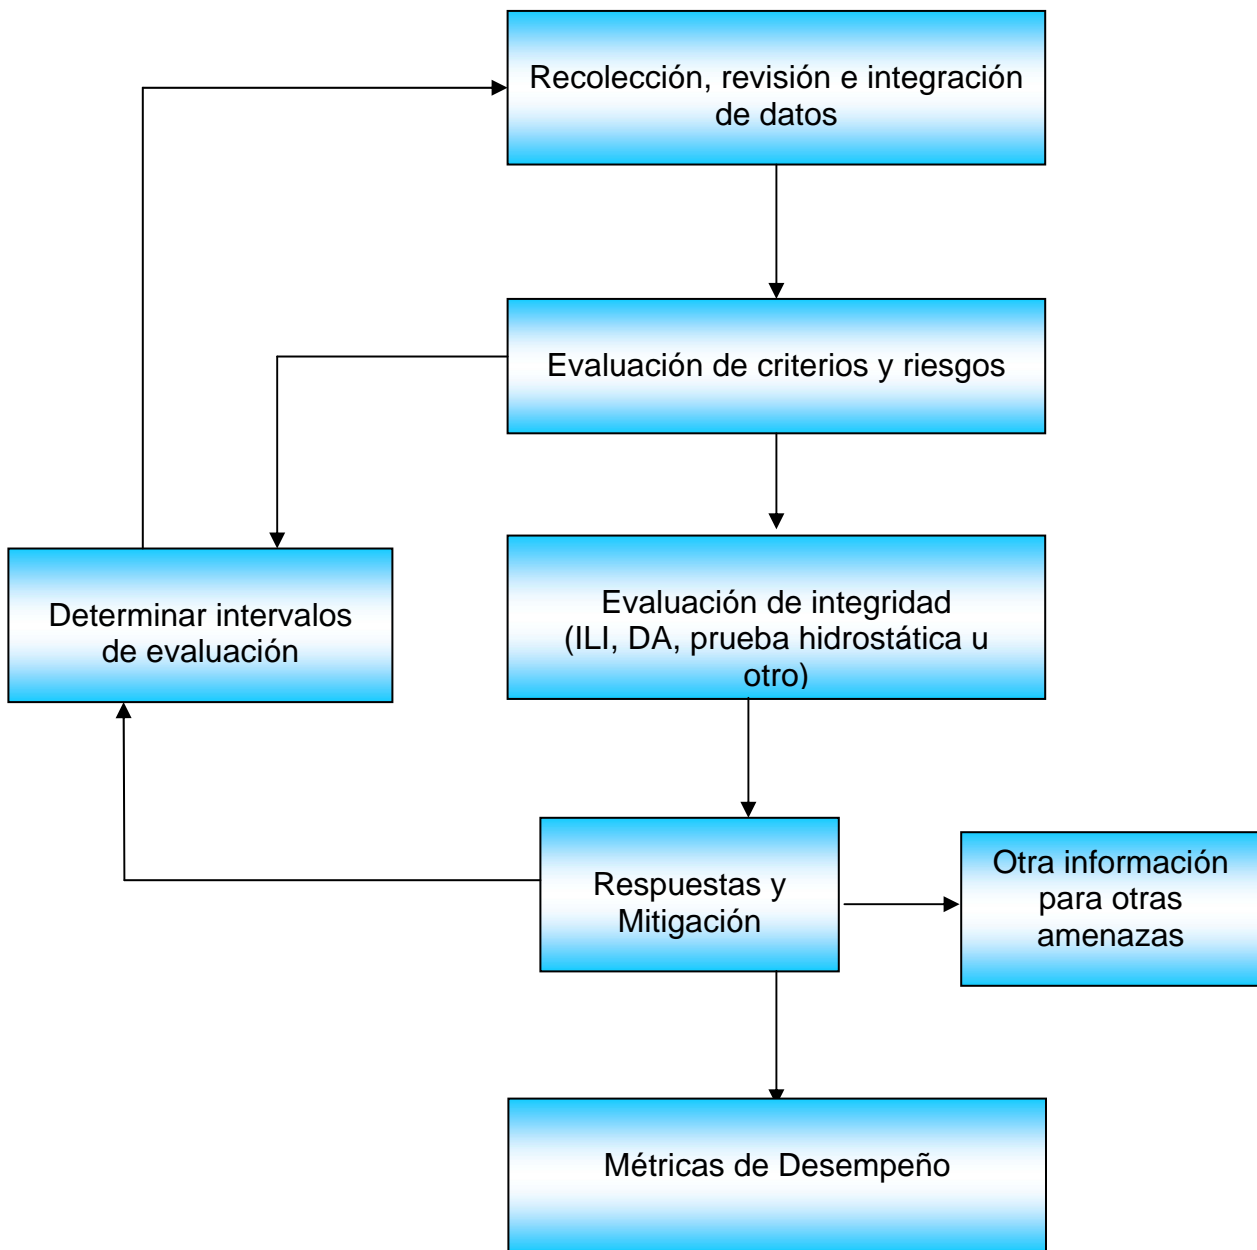 Recolección, revisión e integración
de datos
Evaluación de criterios y riesgos
Determinar intervalos
de evaluación
Evaluación de integridad
(ILI, DA, prueba hidrostática u
otro)
Respuestas y
Mitigación
Otra información
para otras
amenazas
Métricas de Desempeño